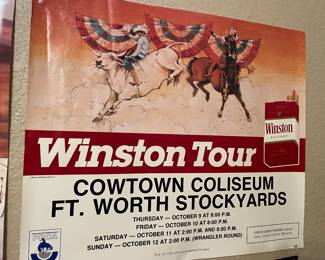 Winston
Winston Tour
COWTOWN COLISEUM
FT. WORTH STOCKYARDS
THURSDAY — OCTOBER 9 AT 8:00 P.M.
FRIDAY — OCTOBER 10 AT 8:00 P.M.
SATURDAY — OCTOBER 11 AT 2:00 P.M. AND 8:00 P.M.
SUNDAY — OCTOBER 12 AT 2:00 P.M. (WRANGLER ROUND)